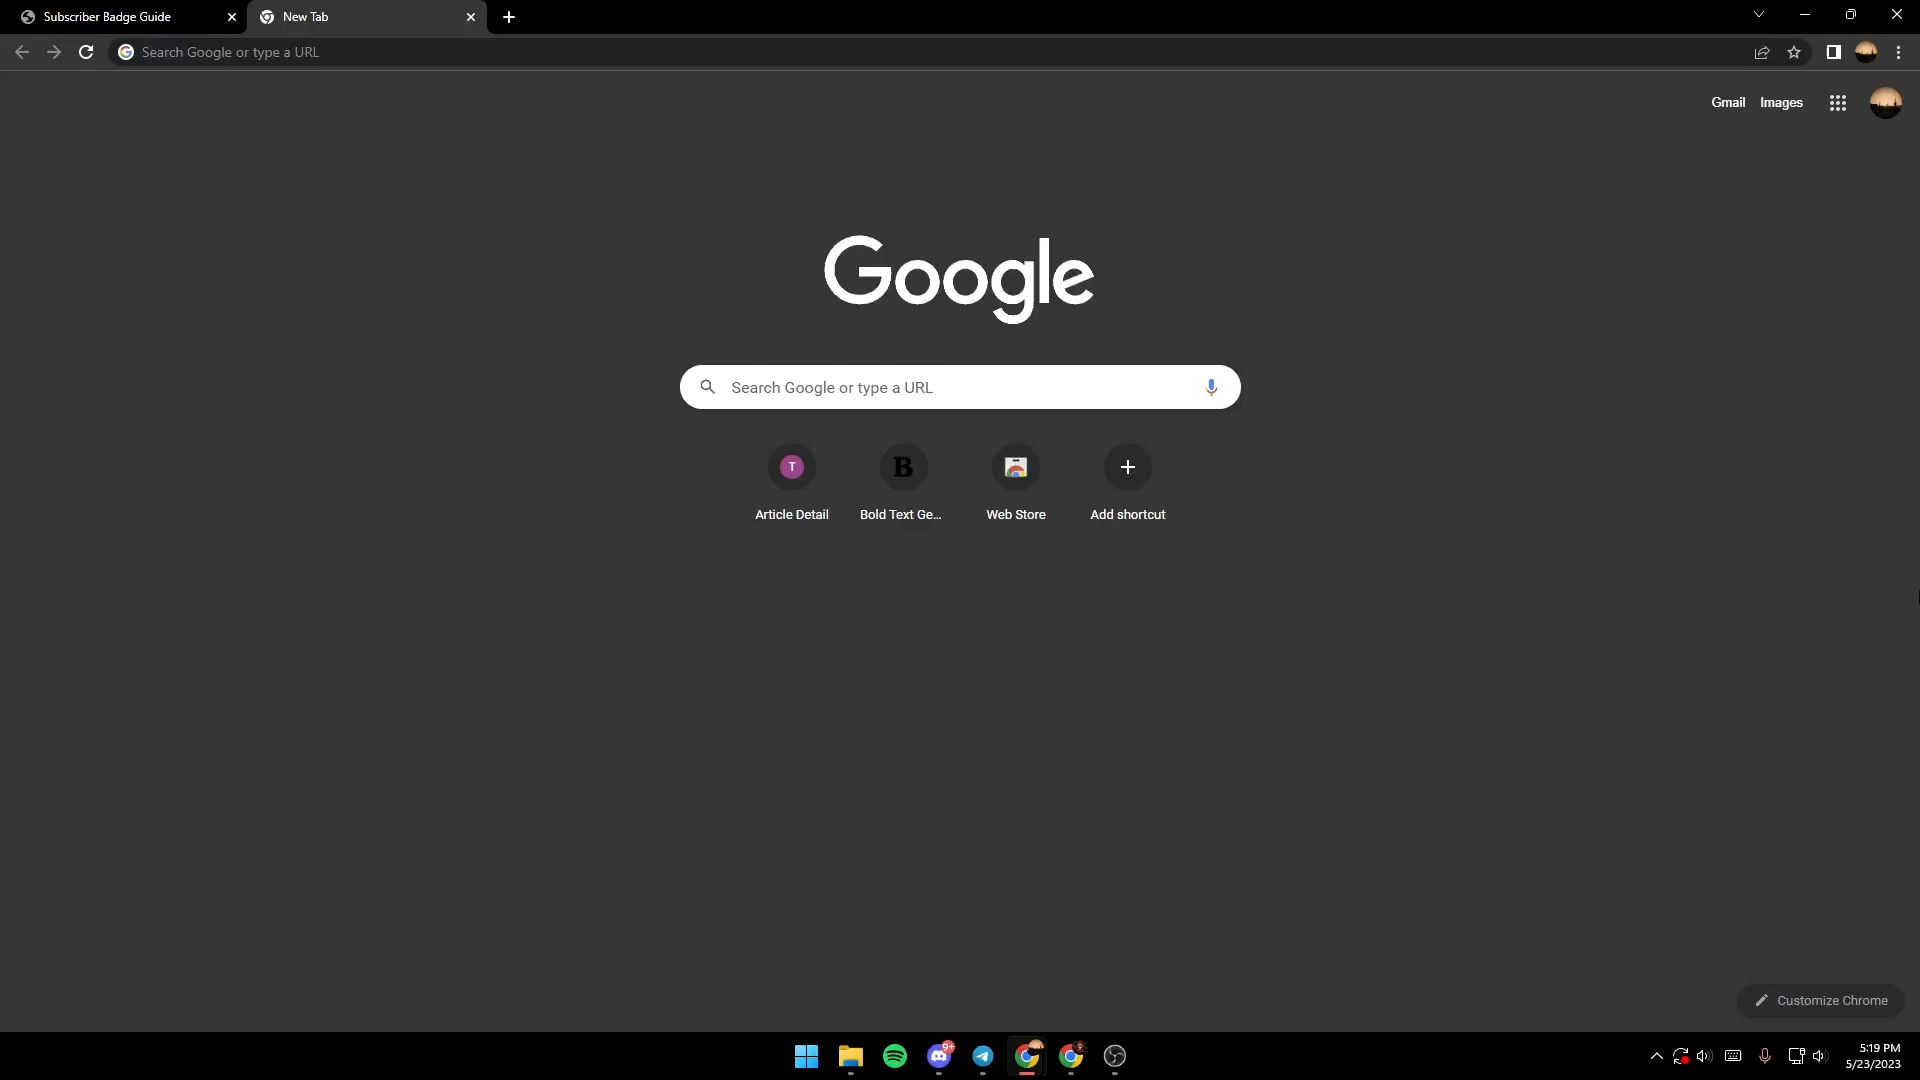 Subscriber Badge Guide
New Tab
Search Google or type a URL
Gmail
Images
Google
Search Google or type a URL
T
B
Article Detail
Bold Text Ge...
Web Store
Add shortcut
Customize Chrome
9+
5:19 PM
5/23/2023